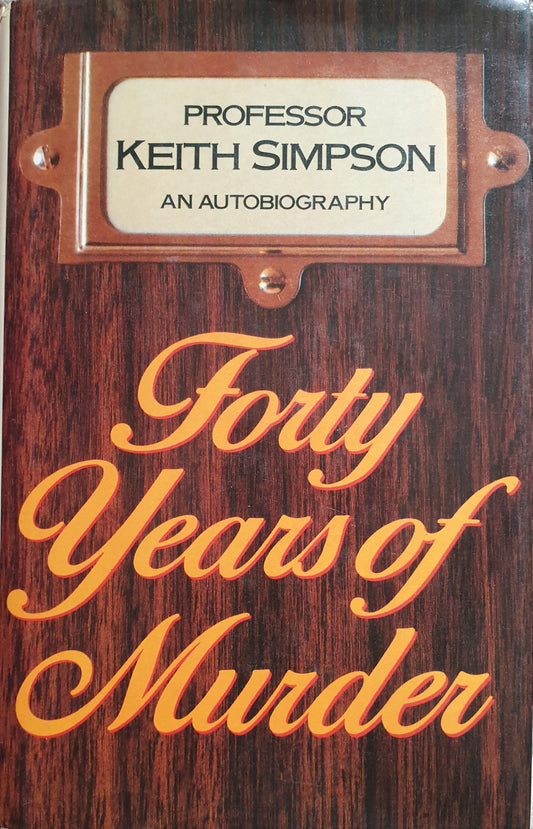 PROFESSOR
KEITH SIMPSON
AN AUTOBIOGRAPHY
Forty
Years of
Murder